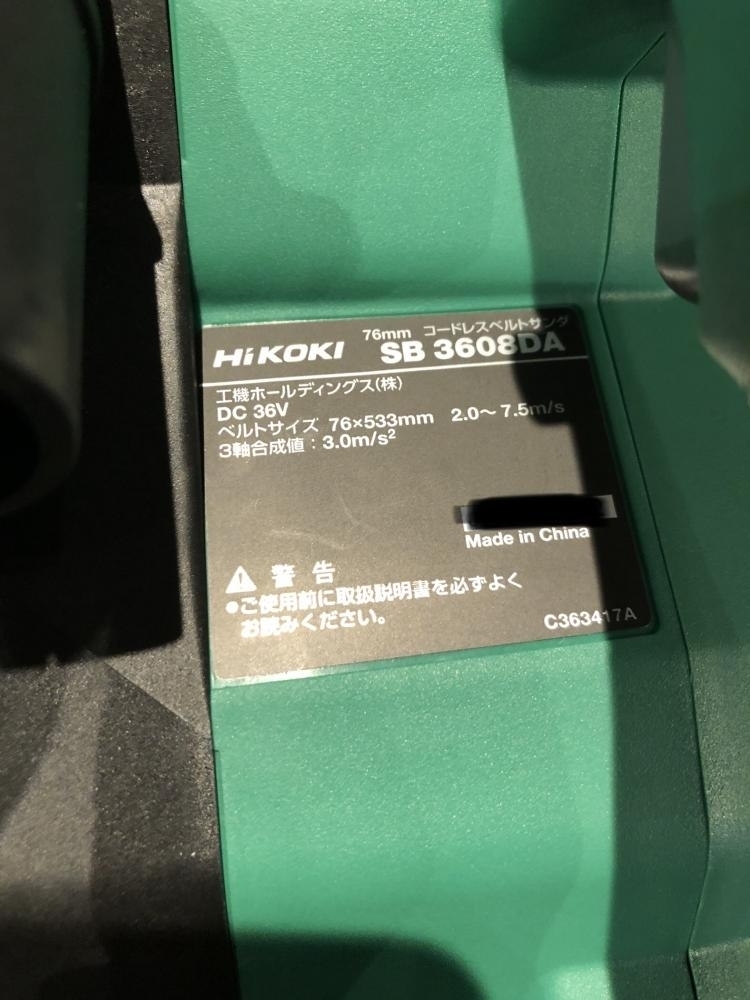 76mm コードレスベルトサンダ
HiKOKI SB 3608DA
工機ホールディングス(株)
DC 36V
ベルトサイズ 76×533mm 2.0～7.5m/s
3軸合成値：3.0m/s²
Made in China
警告
●ご使用前に取扱説明書を必ずよく
お読みください。
C363417A